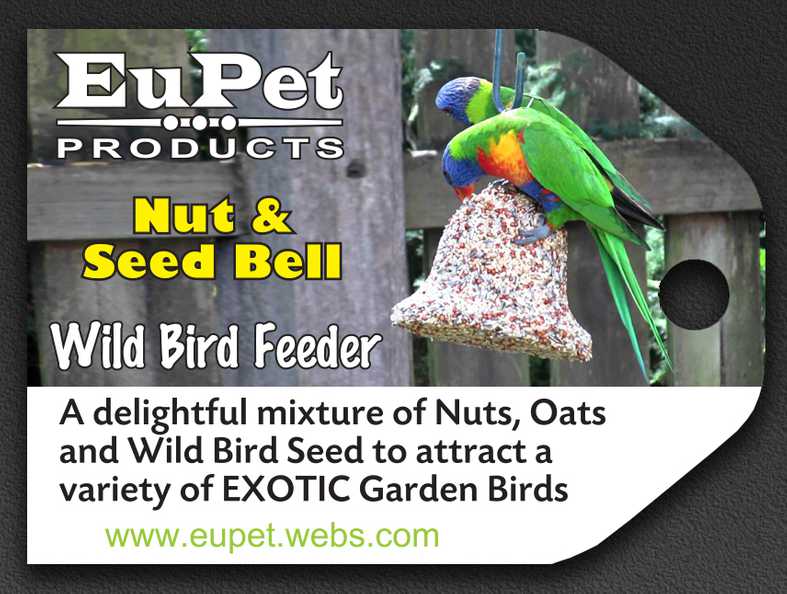 EuPet
PRODUCTS
Nut &
Seed Bell
Wild Bird Feeder
A delightful mixture of Nuts, Oats
and Wild Bird Seed to attract a
variety of EXOTIC Garden Birds
www.eupet.webs.com